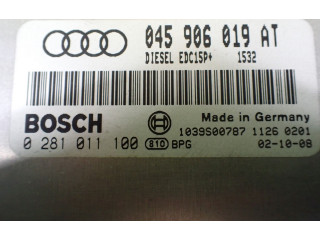 045 906 019 AT
DIESEL EDC15P+ 1532
BOSCH
Made in Germany
1039S00787 1126 0201
0 281 011 100 810 BPG 02-10-08